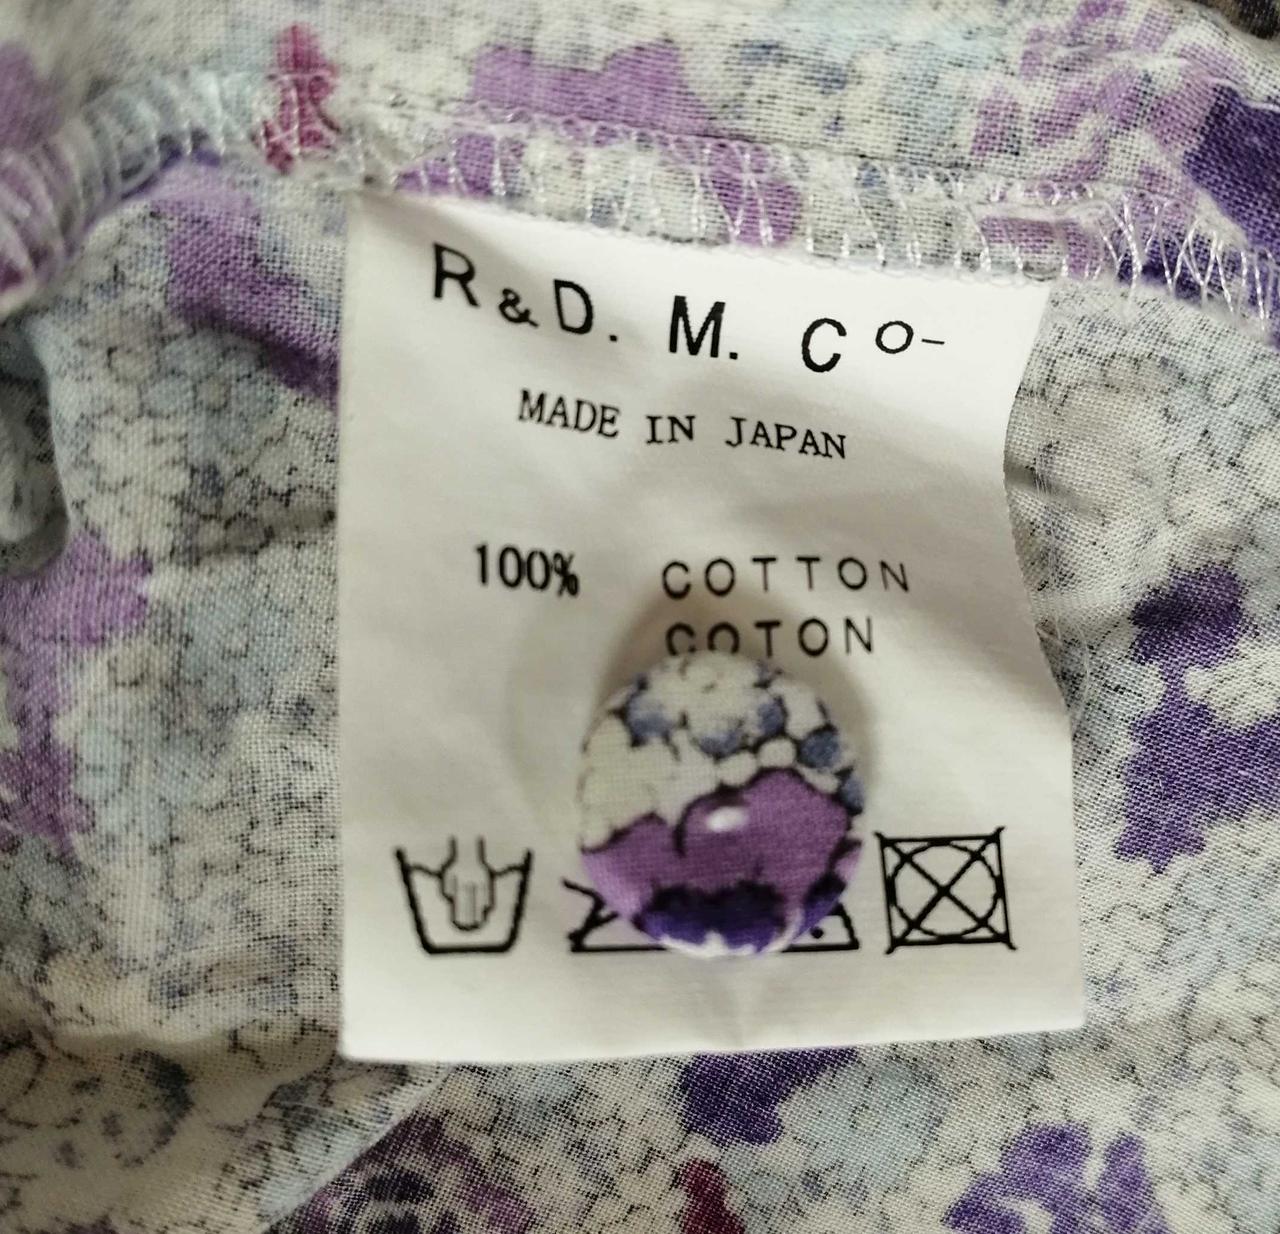 R&D. M. Co-
MADE IN JAPAN
100% COTTON
COTON